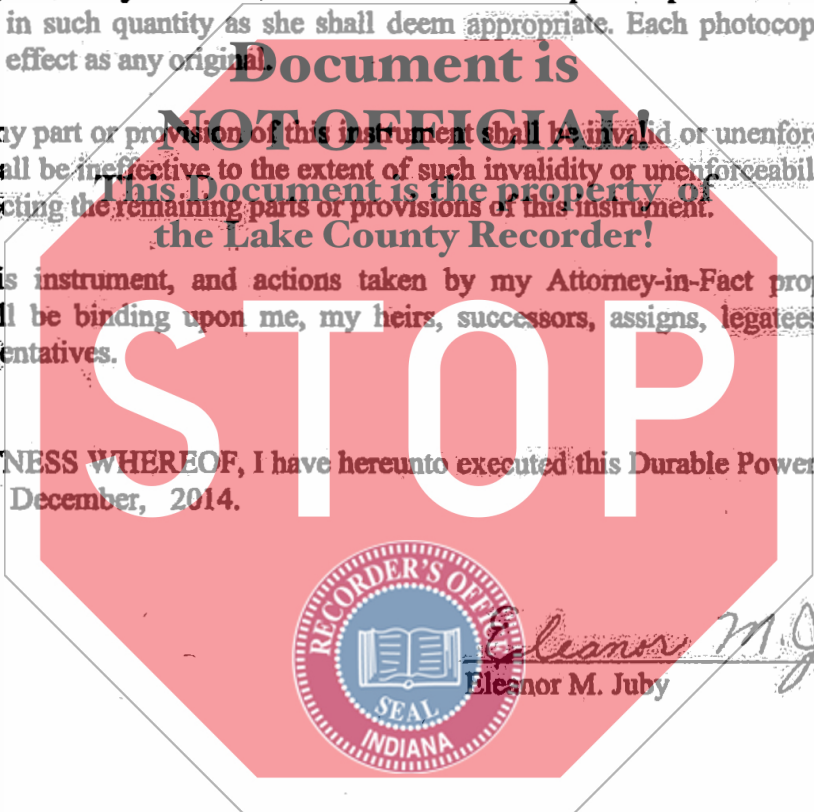 in such quantity as she shall deem appropriate. Each photocop
effect as any original.
Document is
NOT OFFICIAL!
y part or provision of this instrument shall be invalid or unenfor
all be ineffective to the extent of such invalidity or unenforceabil
This Document is the property of
cting the remaining parts or provisions of this instrument.
the Lake County Recorder!
is instrument, and actions taken by my Attorney-in-Fact pro
ll be binding upon me, my heirs, successors, assigns, legatees
entatives.
STOP
NESS WHEREOF, I have hereunto executed this Durable Power
December, 2014.
RECORDER'S OFFICE
SEAL
INDIANA
Eleanor M. J
Eleanor M. Juby